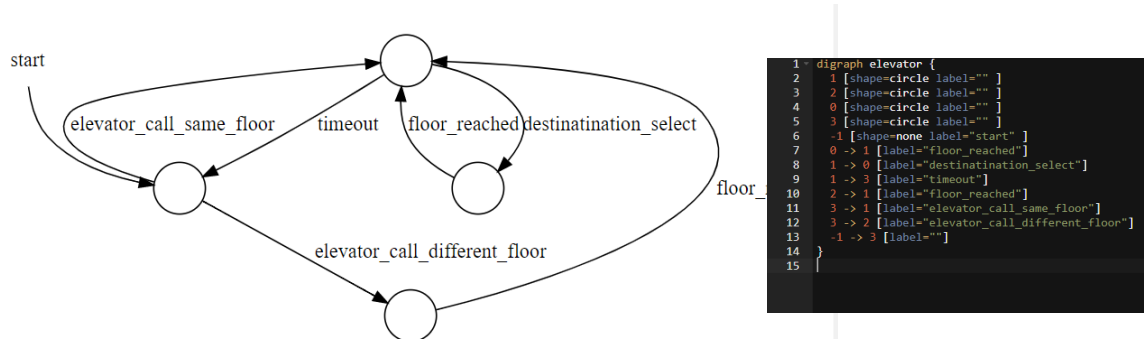 start
elevator_call_same_floor
timeout
floor_reached
destinatination_select
elevator_call_different_floor
1 digraph elevator {
2 1 [shape=circle label="" ]
3 2 [shape=circle label="" ]
4 0 [shape=circle label="" ]
5 3 [shape=circle label="" ]
6 -1 [shape=none label="start" ]
7 0 -> 1 [label="floor_reached"]
8 1 -> 0 [label="destinatination_select"]
9 1 -> 3 [label="timeout"]
10 2 -> 1 [label="floor_reached"]
11 3 -> 1 [label="elevator_call_same_floor"]
12 3 -> 2 [label="elevator_call_different_floor"]
13 -1 -> 3 [label=""]
14 }
15